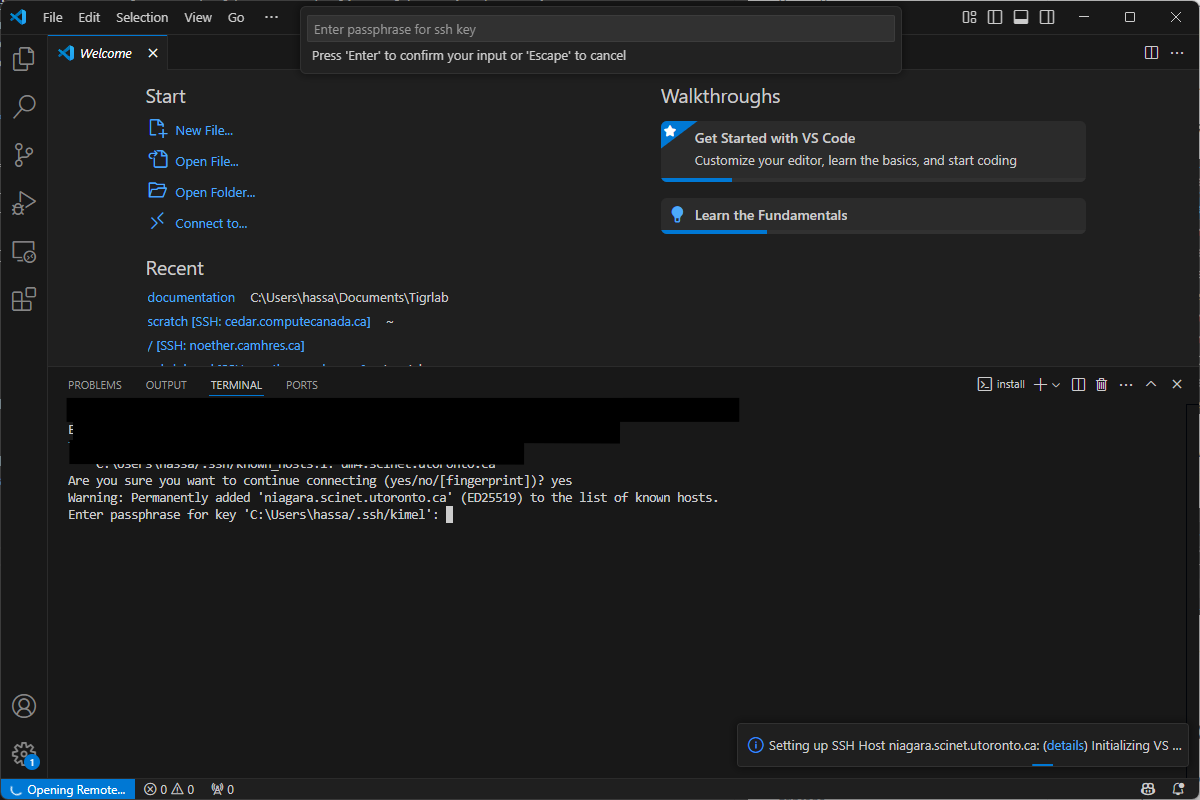 File Edit Selection View Go ···
Enter passphrase for ssh key
Press 'Enter' to confirm your input or 'Escape' to cancel
Welcome
Start
New File...
Open File...
Open Folder...
Connect to...
Recent
documentation C:\Users\hassa\Documents\Tigrlab
scratch [SSH: cedar.computecanada.ca] ~
/ [SSH: noether.camhres.ca]
Walkthroughs
Get Started with VS Code
Customize your editor, learn the basics, and start coding
Learn the Fundamentals
PROBLEMS OUTPUT TERMINAL PORTS
install
E
C:\Users\hassa/.ssh/known_hosts:1: dm4.scinet.utoronto.ca
Are you sure you want to continue connecting (yes/no/[fingerprint])? yes
Warning: Permanently added 'niagara.scinet.utoronto.ca' (ED25519) to the list of known hosts.
Enter passphrase for key 'C:\Users\hassa/.ssh/kimel':
Setting up SSH Host niagara.scinet.utoronto.ca: (details) Initializing VS ...
1
Opening Remote... 0 0 0